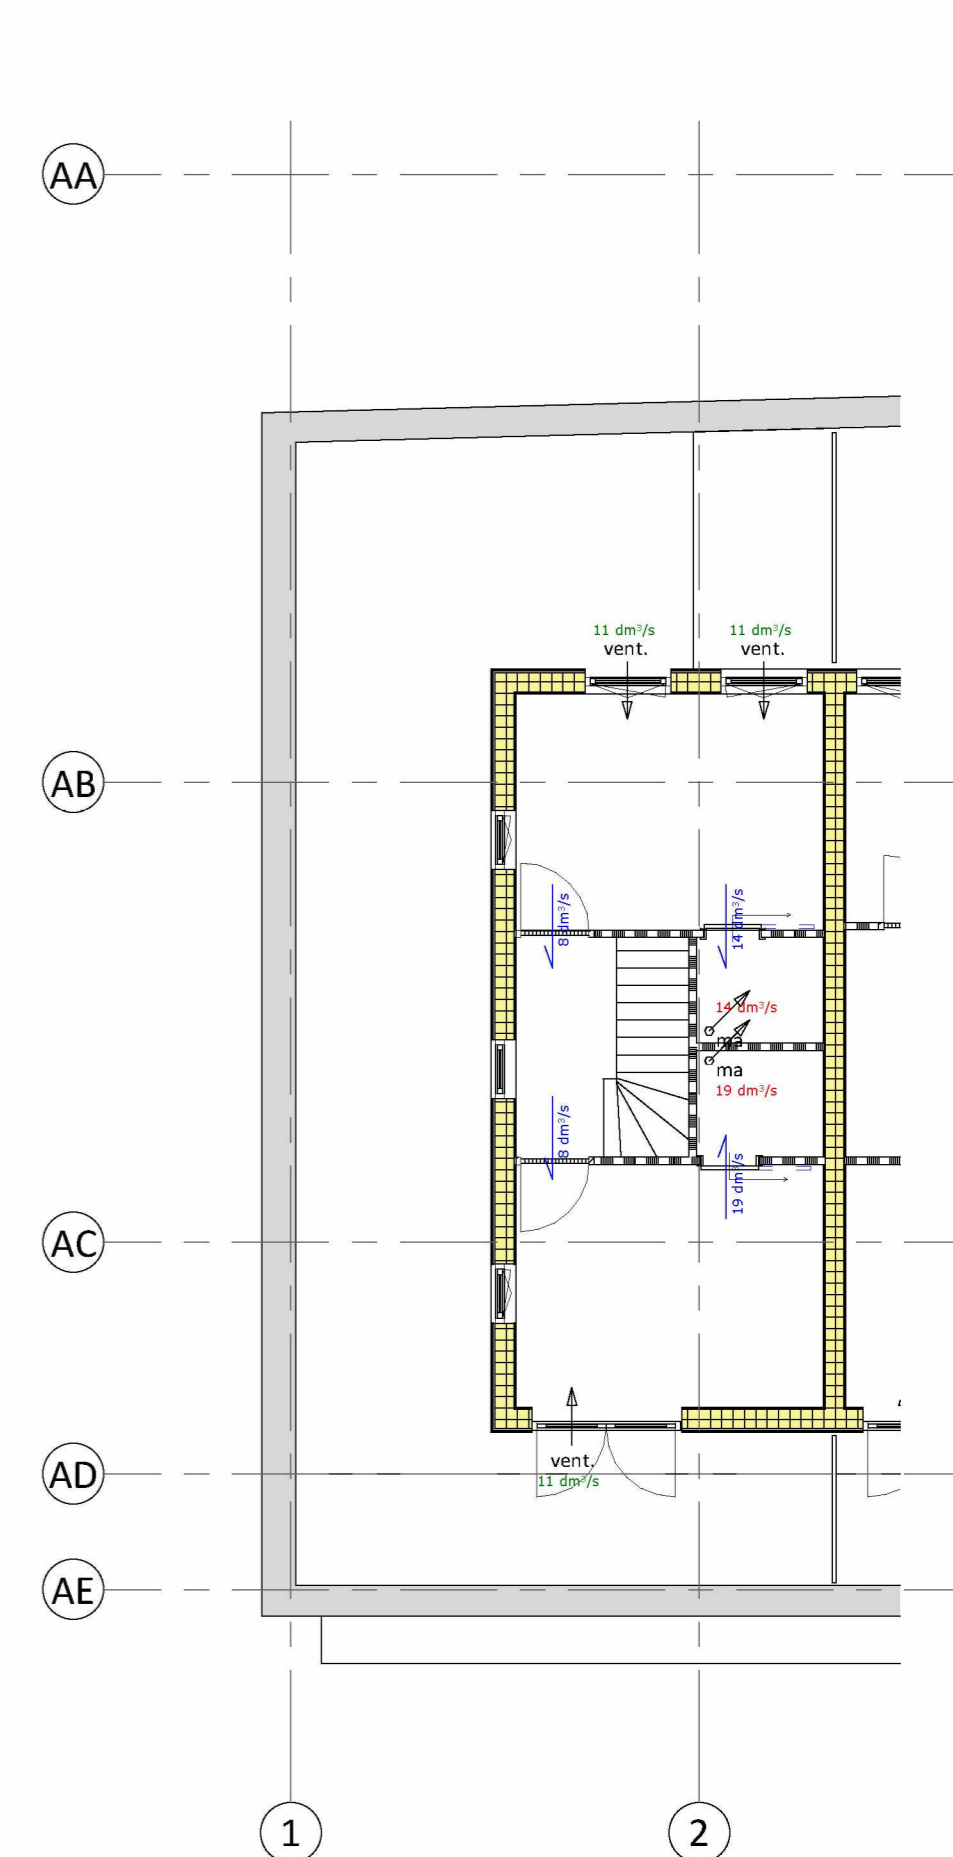 AA
11 dm³/s 11 dm³/s
vent. vent.
AB
8 dm³/s 14 dm³/s
14 dm³/s
ma
ma
19 dm³/s
8 dm³/s 19 dm³/s
AC
vent.
AD
11 dm³/s
AE
1 2